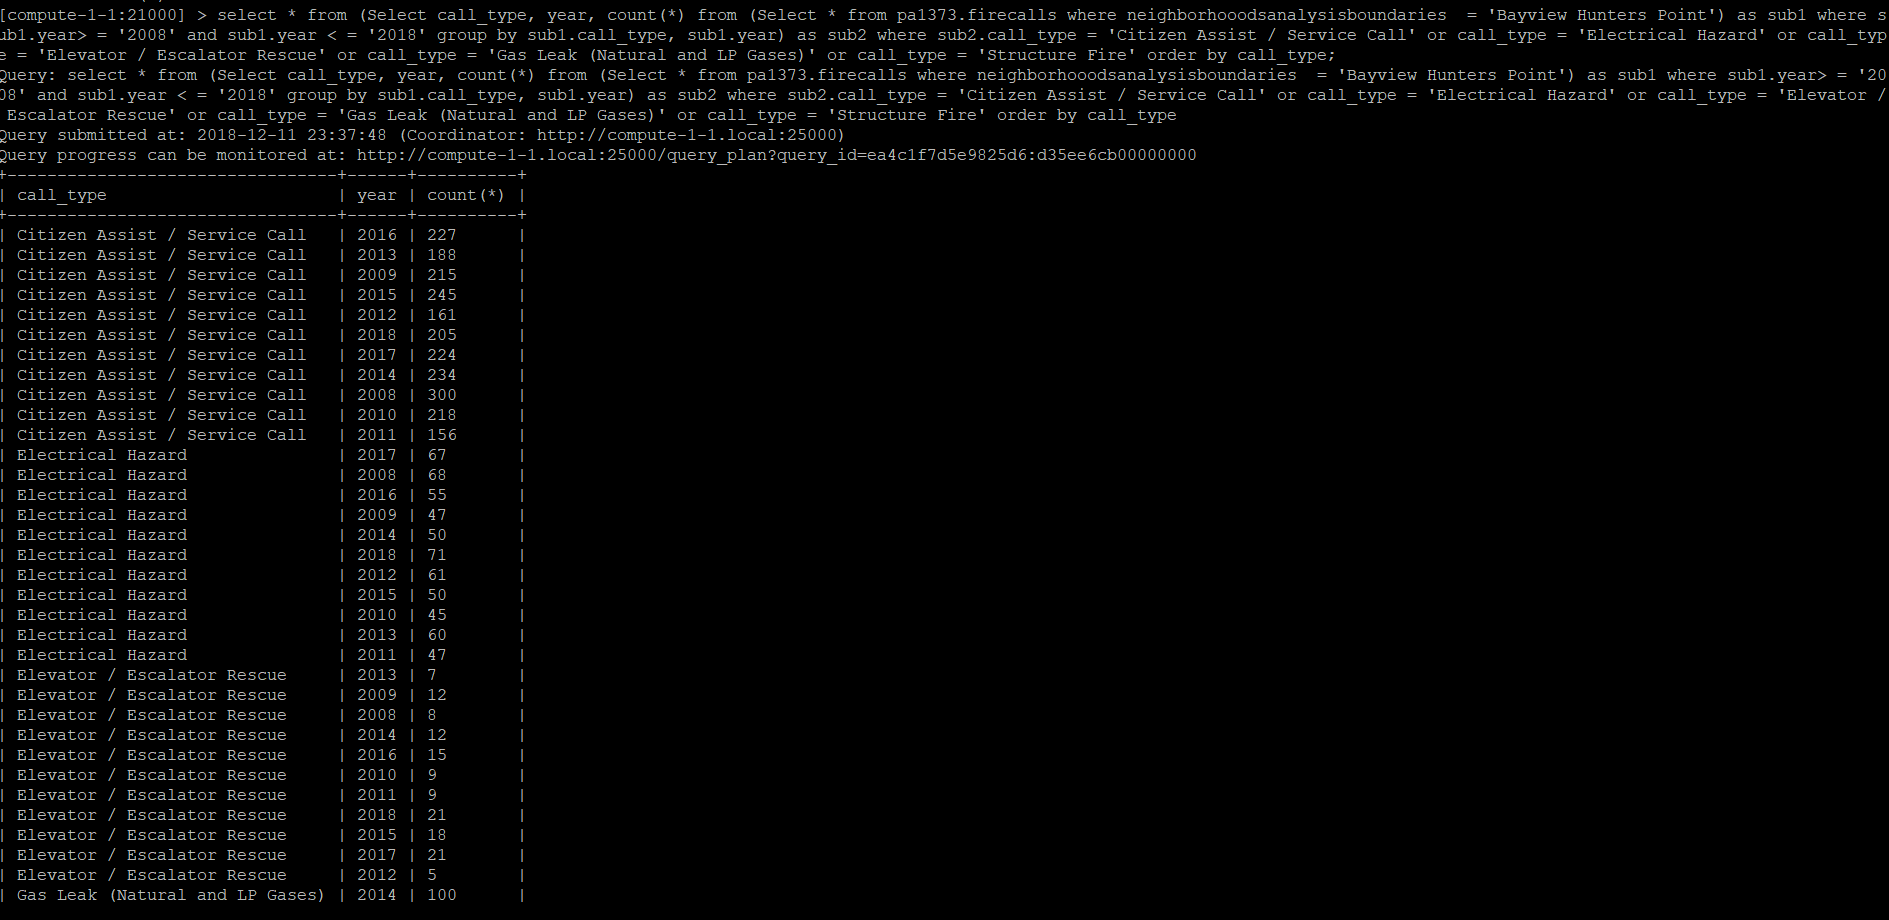 [compute-1-1:21000] > select * from (Select call_type, year, count(*) from (Select * from pa1373.firecalls where neighborhooodsanalysisboundaries  = 'Bayview Hunters Point') as sub1 where s
ub1.year> = '2008' and sub1.year < = '2018' group by sub1.call_type, sub1.year) as sub2 where sub2.call_type = 'Citizen Assist / Service Call' or call_type = 'Electrical Hazard' or call_typ
e = 'Elevator / Escalator Rescue' or call_type = 'Gas Leak (Natural and LP Gases)' or call_type = 'Structure Fire' order by call_type;
Query: select * from (Select call_type, year, count(*) from (Select * from pa1373.firecalls where neighborhooodsanalysisboundaries  = 'Bayview Hunters Point') as sub1 where sub1.year> = '20
08' and sub1.year < = '2018' group by sub1.call_type, sub1.year) as sub2 where sub2.call_type = 'Citizen Assist / Service Call' or call_type = 'Electrical Hazard' or call_type = 'Elevator /
 Escalator Rescue' or call_type = 'Gas Leak (Natural and LP Gases)' or call_type = 'Structure Fire' order by call_type
Query submitted at: 2018-12-11 23:37:48 (Coordinator: http://compute-1-1.local:25000)
Query progress can be monitored at: http://compute-1-1.local:25000/query_plan?query_id=ea4c1f7d5e9825d6:d35ee6cb00000000
+---------------------------------+------+----------+
| call_type                       | year | count(*) |
+---------------------------------+------+----------+
| Citizen Assist / Service Call   | 2016 | 227      |
| Citizen Assist / Service Call   | 2013 | 188      |
| Citizen Assist / Service Call   | 2009 | 215      |
| Citizen Assist / Service Call   | 2015 | 245      |
| Citizen Assist / Service Call   | 2012 | 161      |
| Citizen Assist / Service Call   | 2018 | 205      |
| Citizen Assist / Service Call   | 2017 | 224      |
| Citizen Assist / Service Call   | 2014 | 234      |
| Citizen Assist / Service Call   | 2008 | 300      |
| Citizen Assist / Service Call   | 2010 | 218      |
| Citizen Assist / Service Call   | 2011 | 156      |
| Electrical Hazard               | 2017 | 67       |
| Electrical Hazard               | 2008 | 68       |
| Electrical Hazard               | 2016 | 55       |
| Electrical Hazard               | 2009 | 47       |
| Electrical Hazard               | 2014 | 50       |
| Electrical Hazard               | 2018 | 71       |
| Electrical Hazard               | 2012 | 61       |
| Electrical Hazard               | 2015 | 50       |
| Electrical Hazard               | 2010 | 45       |
| Electrical Hazard               | 2013 | 60       |
| Electrical Hazard               | 2011 | 47       |
| Elevator / Escalator Rescue     | 2013 | 7        |
| Elevator / Escalator Rescue     | 2009 | 12       |
| Elevator / Escalator Rescue     | 2008 | 8        |
| Elevator / Escalator Rescue     | 2014 | 12       |
| Elevator / Escalator Rescue     | 2016 | 15       |
| Elevator / Escalator Rescue     | 2010 | 9        |
| Elevator / Escalator Rescue     | 2011 | 9        |
| Elevator / Escalator Rescue     | 2018 | 21       |
| Elevator / Escalator Rescue     | 2015 | 18       |
| Elevator / Escalator Rescue     | 2017 | 21       |
| Elevator / Escalator Rescue     | 2012 | 5        |
| Gas Leak (Natural and LP Gases) | 2014 | 100      |